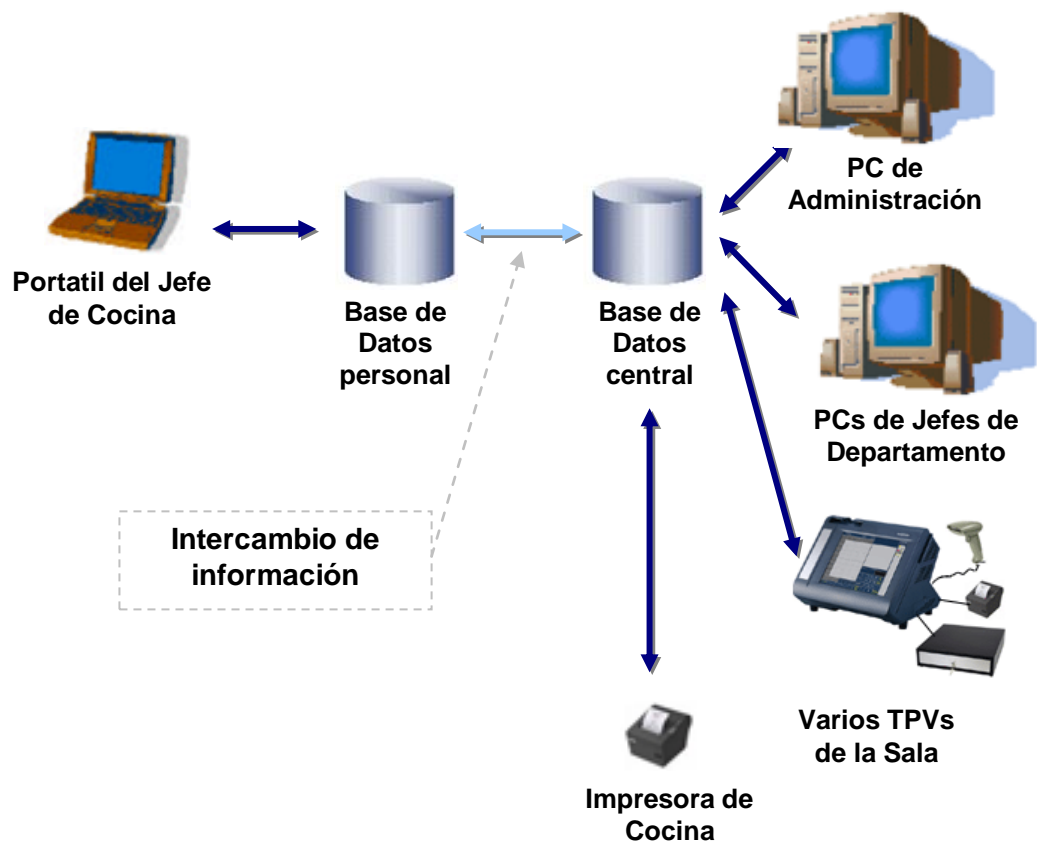 PC de
Administración
Portatil del Jefe
de Cocina
Base de
Datos
personal
Base de
Datos
central
PCs de Jefes de
Departamento
Intercambio de
información
Varios TPVs
de la Sala
Impresora de
Cocina